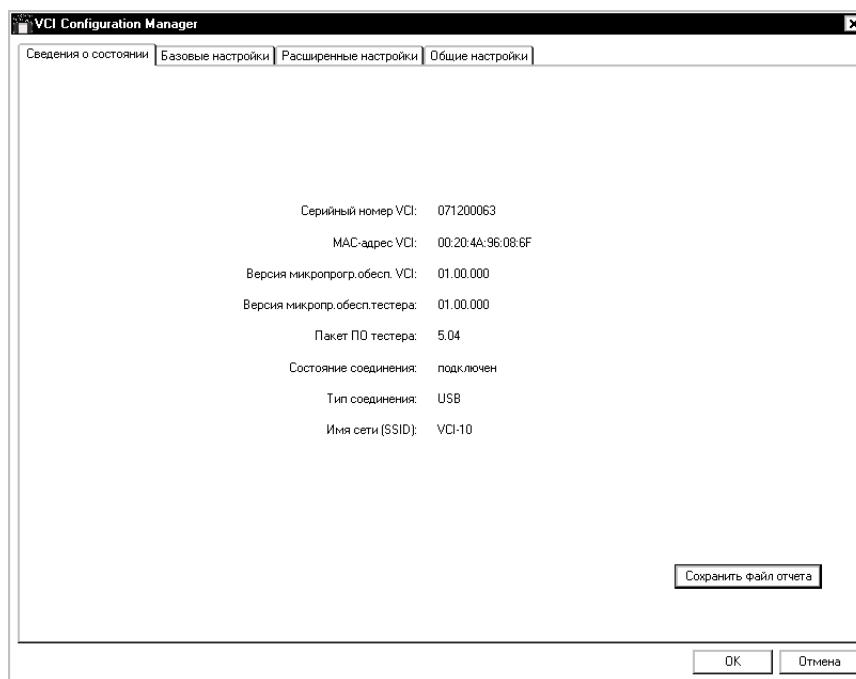 VCI Configuration Manager
Сведения о состоянии Базовые настройки Расширенные настройки Общие настройки
Серийный номер VCI: 071200063
MAC-адрес VCI: 00:20:4A:96:08:6F
Версия микропрогр.обесп. VCI: 01.00.000
Версия микропр.обесп.тестера: 01.00.000
Пакет ПО тестера: 5.04
Состояние соединения: подключен
Тип соединения: USB
Имя сети (SSID): VCI-10
Сохранить файл отчета
OK Отмена